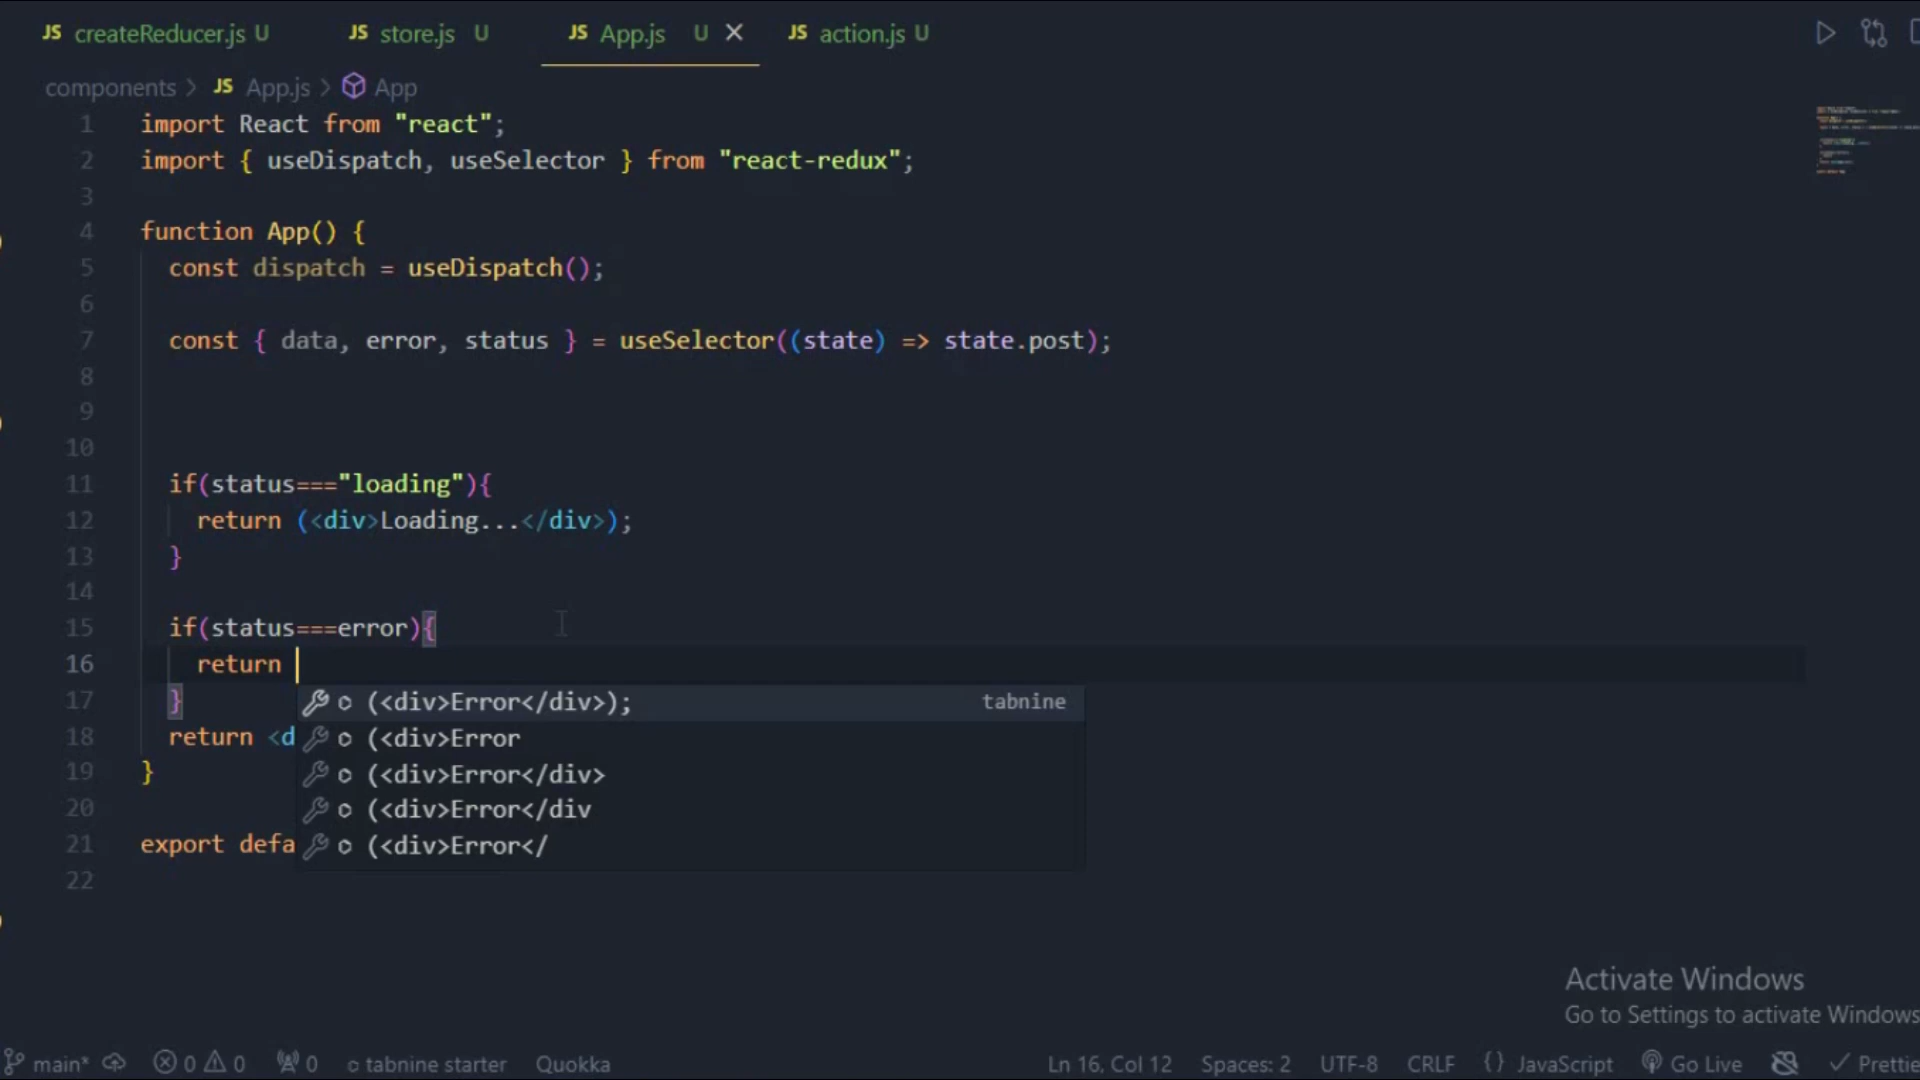 JS createReducer.js U JS store.js U JS App.js U JS action.js U
components > JS App.js > App
1 import React from "react";
2 import { useDispatch, useSelector } from "react-redux";
3
4 function App() {
5 const dispatch = useDispatch();
6
7 const { data, error, status } = useSelector((state) => state.post);
8
9
10
11 if(status==="loading"){
12 return (<div>Loading...</div>);
13 }
14
15 if(status===error){
16 return
17 }
(<div>Error</div>); tabnine
18 return <d
(<div>Error
19 }
(<div>Error</div>
20
(<div>Error</div
21 export defa
(<div>Error</
22
Activate Windows
Go to Settings to activate Windows
main* 0 0 0 tabnine starter Quokka Ln 16, Col 12 Spaces: 2 UTF-8 CRLF {} JavaScript Go Live Prettie